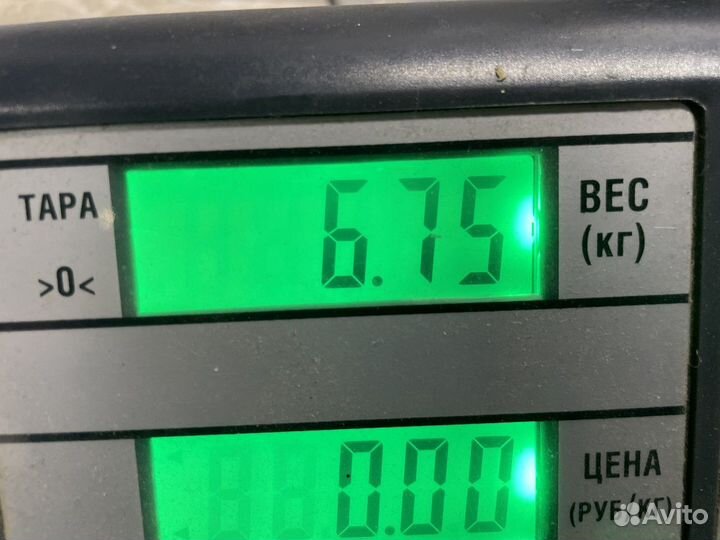 ТАРА
6.75
ВЕС
(кг)
>0<
0.00
ЦЕНА
(РУБ/КГ)
Avito